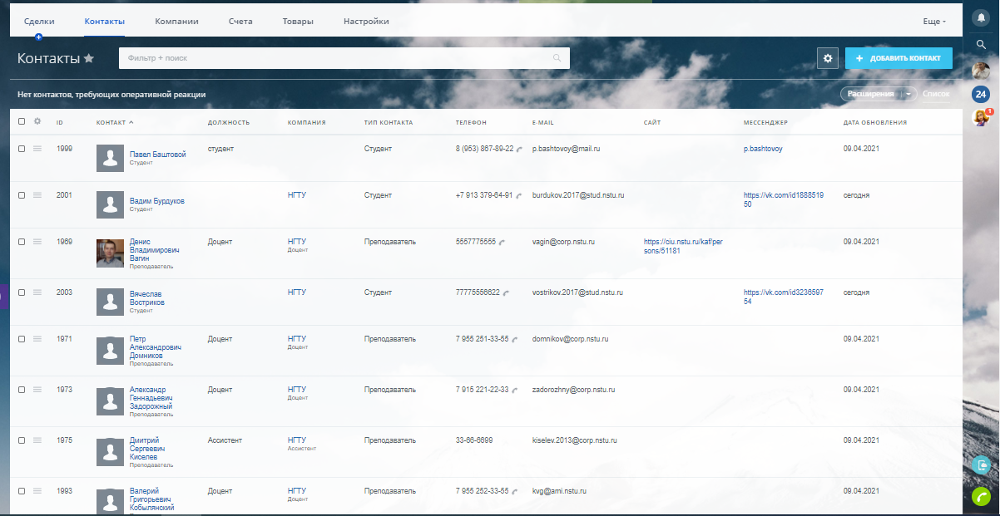 Сделки Контакты Компании Счета Товары Настройки Еще
Контакты
Фильтр + поиск
ДОБАВИТЬ КОНТАКТ
Нет контактов, требующих оперативной реакции
Расширения Список
24
1
ID КОНТАКТ ДОЛЖНОСТЬ КОМПАНИЯ ТИП КОНТАКТА ТЕЛЕФОН E-MAIL САЙТ МЕССЕНДЖЕР ДАТА ОБНОВЛЕНИЯ
1999 Павел Баштовой студент Студент 8 (953) 867-89-22 p.bashtovoy@mail.ru p.bashtovoy 09.04.2021
Студент
2001 Вадим Бурдуков НГТУ Студент +7 913 379-64-91 burdukov.2017@stud.nstu.ru https://vk.com/id1888519 сегодня
Студент 50
1969 Денис Доцент НГТУ Преподаватель 5557775555 vagin@corp.nstu.ru https://ciu.nstu.ru/kaf/per 09.04.2021
Владимирович Доцент sons/51181
Вагин
Преподаватель
2003 Вячеслав НГТУ Студент 77775556622 vostrikov.2017@stud.nstu.ru https://vk.com/id3236597 сегодня
Востриков 54
Студент
1971 Петр Доцент НГТУ Преподаватель 7 955 251-33-55 domnikov@corp.nstu.ru 09.04.2021
Александрович Доцент
Домников
Преподаватель
1973 Александр Доцент НГТУ Преподаватель 7 915 221-22-33 zadorozhny@corp.nstu.ru 09.04.2021
Геннадьевич Доцент
Задорожный
Преподаватель
1975 Дмитрий Ассистент НГТУ Преподаватель 33-66-6699 kiselev.2013@corp.nstu.ru 09.04.2021
Сергеевич Ассистент
Киселев
Преподаватель
1993 Валерий Доцент НГТУ Преподаватель 7 955 252-33-55 kvg@ami.nstu.ru 09.04.2021
Григорьевич Доцент
Кобылянский